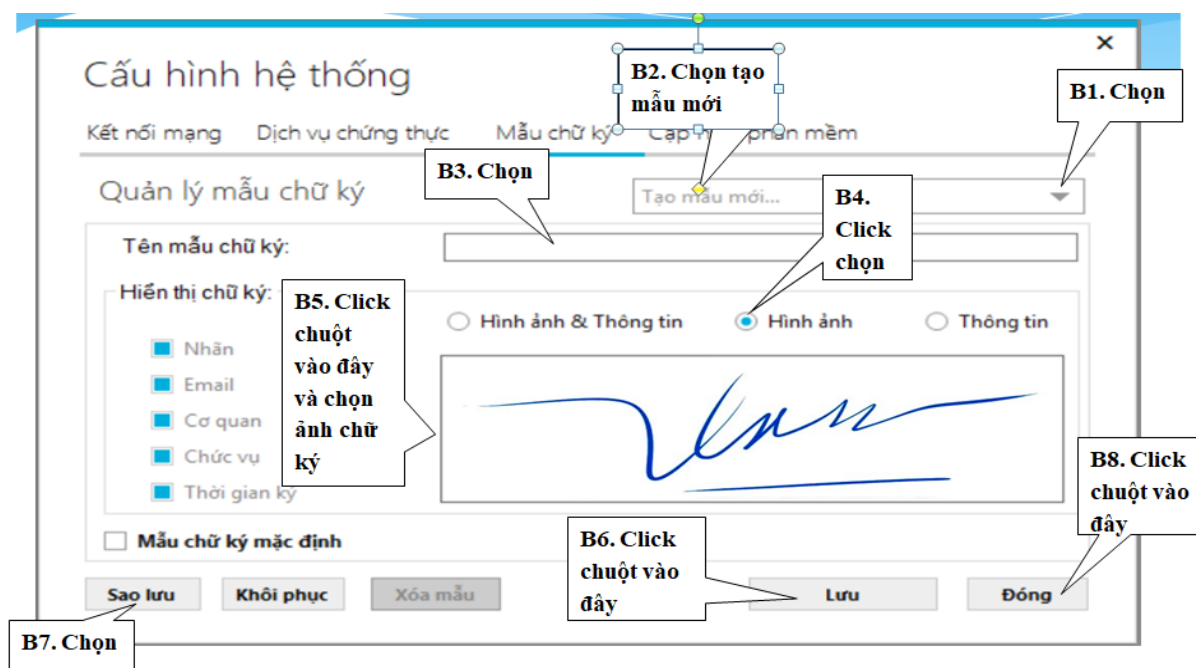 Cấu hình hệ thống
B2. Chọn tạo
mẫu mới
B1. Chọn
Kết nối mạng Dịch vụ chứng thực Mẫu chữ ký Cập phần mềm
B3. Chọn
Quản lý mẫu chữ ký
Tạo mẫu mới...
B4.
Click
chọn
Tên mẫu chữ ký:
Hiển thị chữ ký:
B5. Click
chuột
vào đây
và chọn
ảnh chữ
ký
Hình ảnh & Thông tin Hình ảnh Thông tin
Nhãn
Email
Cơ quan
Chức vụ
Thời gian ký
B8. Click
chuột vào
đây
Mẫu chữ ký mặc định
B6. Click
chuột vào
đây
Sao lưu Khôi phục Xóa mẫu Lưu Đóng
B7. Chọn